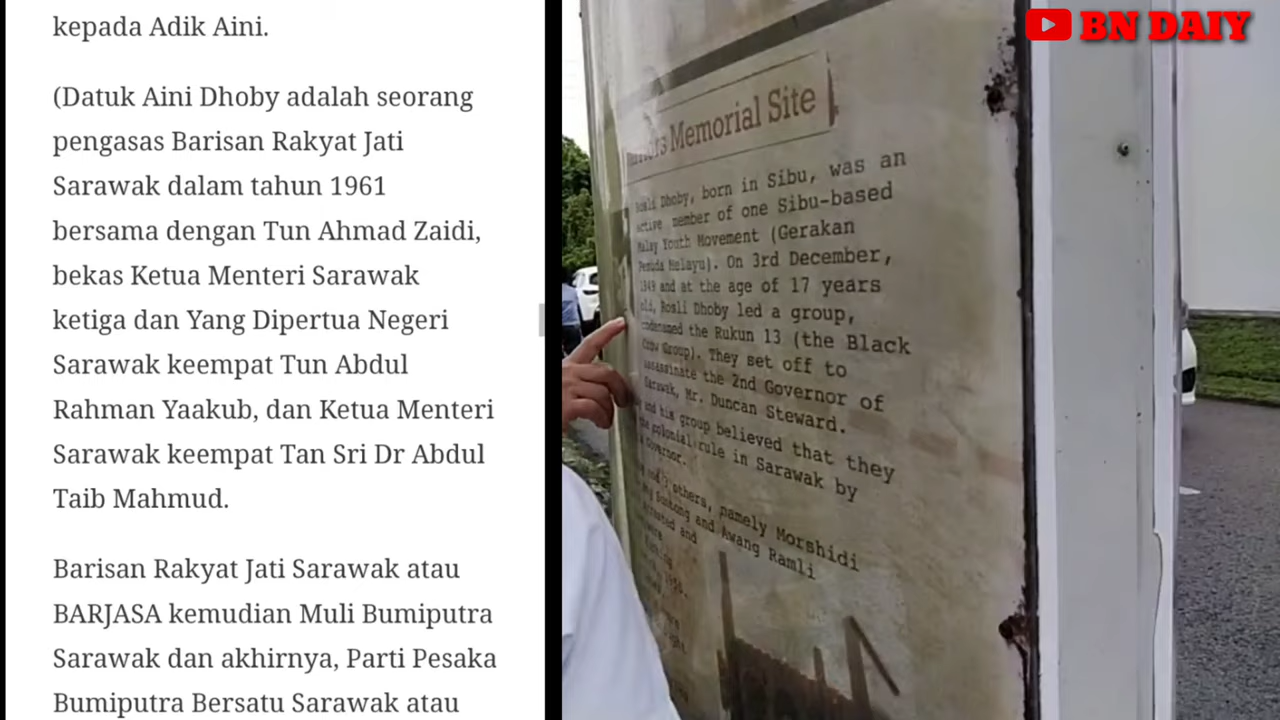 kepada Adik Aini.
(Datuk Aini Dhoby adalah seorang
pengasas Barisan Rakyat Jati
Sarawak dalam tahun 1961
bersama dengan Tun Ahmad Zaidi,
bekas Ketua Menteri Sarawak
ketiga dan Yang Dipertua Negeri
Sarawak keempat Tun Abdul
Rahman Yaakub, dan Ketua Menteri
Sarawak keempat Tan Sri Dr Abdul
Taib Mahmud.
Barisan Rakyat Jati Sarawak atau
BARJASA kemudian Muli Bumiputra
Sarawak dan akhirnya, Parti Pesaka
Bumiputra Bersatu Sarawak atau
BN DAIY
Memorial Site
Rosli Dhoby, born in Sibu, was an
active member of one Sibu-based
Malay Youth Movement (Gerakan
Pemuda Melayu). On 3rd December,
1949 and at the age of 17 years
old, Rosli Dhoby led a group,
codenamed the Rukun 13 (the Black
Group). They set off to
assassinate the 2nd Governor of
Sarawak, Mr. Duncan Steward.
and his group believed that they
colonial rule in Sarawak by
Governor.
others, namely Morshidi
and Awang Ramli
and